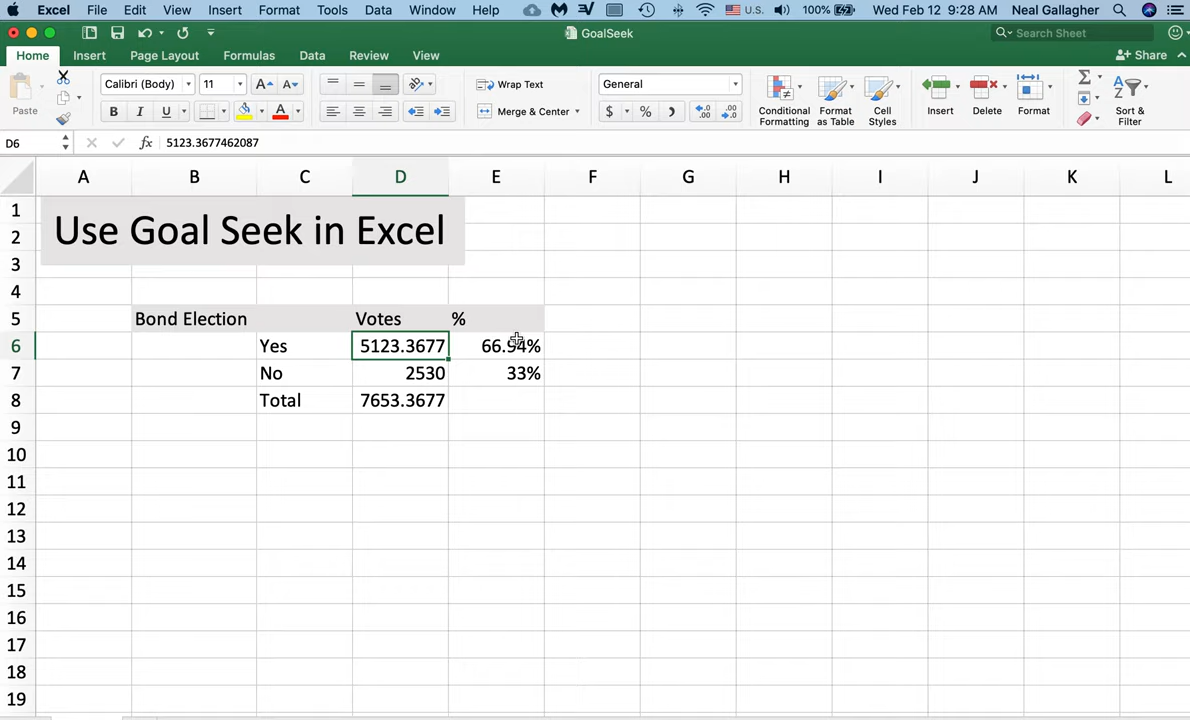 Excel File Edit View Insert Format Tools Data Window Help U.S. 100% Wed Feb 12 9:28 AM Neal Gallagher
GoalSeek Search Sheet
Home Insert Page Layout Formulas Data Review View Share
Paste Calibri (Body) 11 A A Wrap Text General Conditional Formatting Format as Table Cell Styles Insert Delete Format Sort & Filter
B I U A Merge & Center $ %
D6 fx 5123.3677462087
A B C D E F G H I J K L
1
Use Goal Seek in Excel
2
3
4
5 Bond Election Votes %
6 Yes 5123.3677 66.94%
7 No 2530 33%
8 Total 7653.3677
9
10
11
12
13
14
15
16
17
18
19